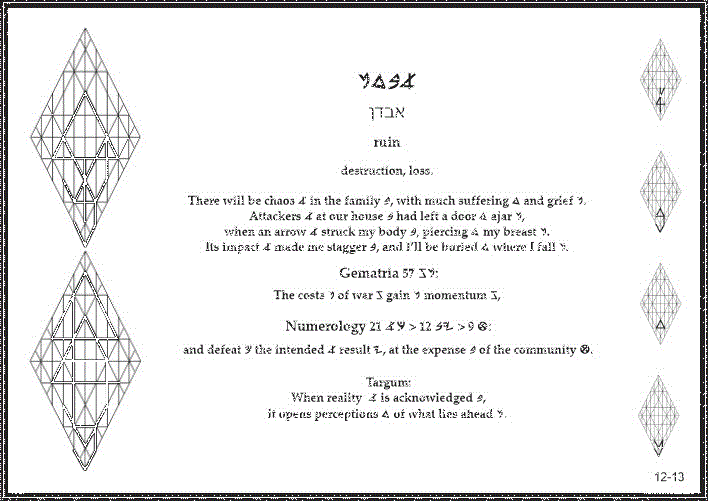 𐤀𐤁𐤃𐤍
אבדן
ruin
destruction, loss.
There will be chaos 𐤀 in the family 𐤁, with much suffering 𐤃 and grief 𐤍.
Attackers 𐤀 at our house 𐤁 had left a door 𐤃 ajar 𐤍,
when an arrow 𐤀 struck my body 𐤁, piercing 𐤃 my breast 𐤍.
Its impact 𐤀 made me stagger 𐤁, and I'll be buried 𐤃 where I fall 𐤍.
Gematria 57 𐤆𐤍:
The costs 𐤍 of war 𐤆 gain 𐤍 momentum 𐤆,
Numerology 21 𐤀𐤊 > 12 𐤁𐤉 > 9 𐤈:
and defeat 𐤊 the intended 𐤀 result 𐤉, at the expense 𐤁 of the community 𐤈.
Targum:
When reality 𐤀 is acknowledged 𐤁,
it opens perceptions 𐤃 of what lies ahead 𐤍.
12-13